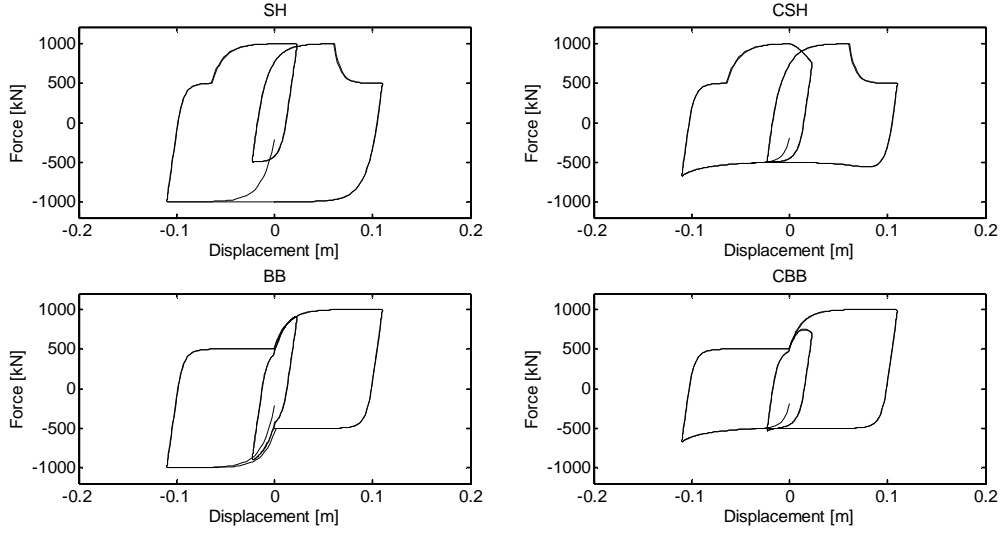 SH
CSH
1000
500
0
-500
-1000
Force [kN]
-0.2 -0.1 0 0.1 0.2
Displacement [m]
1000
500
0
-500
-1000
Force [kN]
-0.2 -0.1 0 0.1 0.2
Displacement [m]
BB
CBB
1000
500
0
-500
-1000
Force [kN]
-0.2 -0.1 0 0.1 0.2
Displacement [m]
1000
500
0
-500
-1000
Force [kN]
-0.2 -0.1 0 0.1 0.2
Displacement [m]